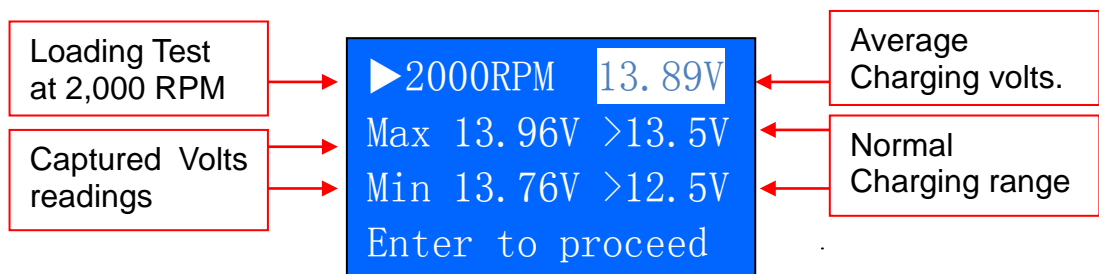 Loading Test
at 2,000 RPM
Captured Volts
readings
▶2000RPM 13.89V
Max 13.96V >13.5V
Min 13.76V >12.5V
Enter to proceed
Average
Charging volts.
Normal
Charging range
.